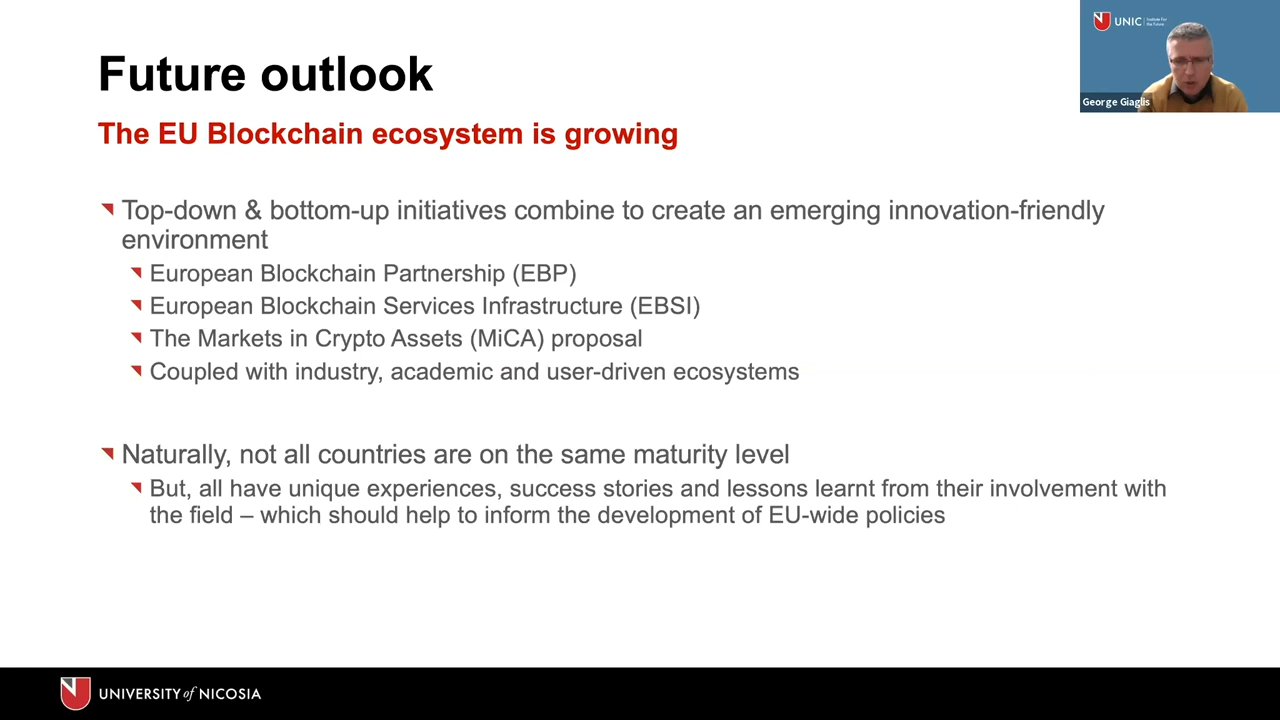 Future outlook
The EU Blockchain ecosystem is growing
Top-down & bottom-up initiatives combine to create an emerging innovation-friendly
environment
European Blockchain Partnership (EBP)
European Blockchain Services Infrastructure (EBSI)
The Markets in Crypto Assets (MiCA) proposal
Coupled with industry, academic and user-driven ecosystems
Naturally, not all countries are on the same maturity level
But, all have unique experiences, success stories and lessons learnt from their involvement with
the field – which should help to inform the development of EU-wide policies
UNIC
Institute For
the Future
George Giaglis
UNIVERSITY of NICOSIA